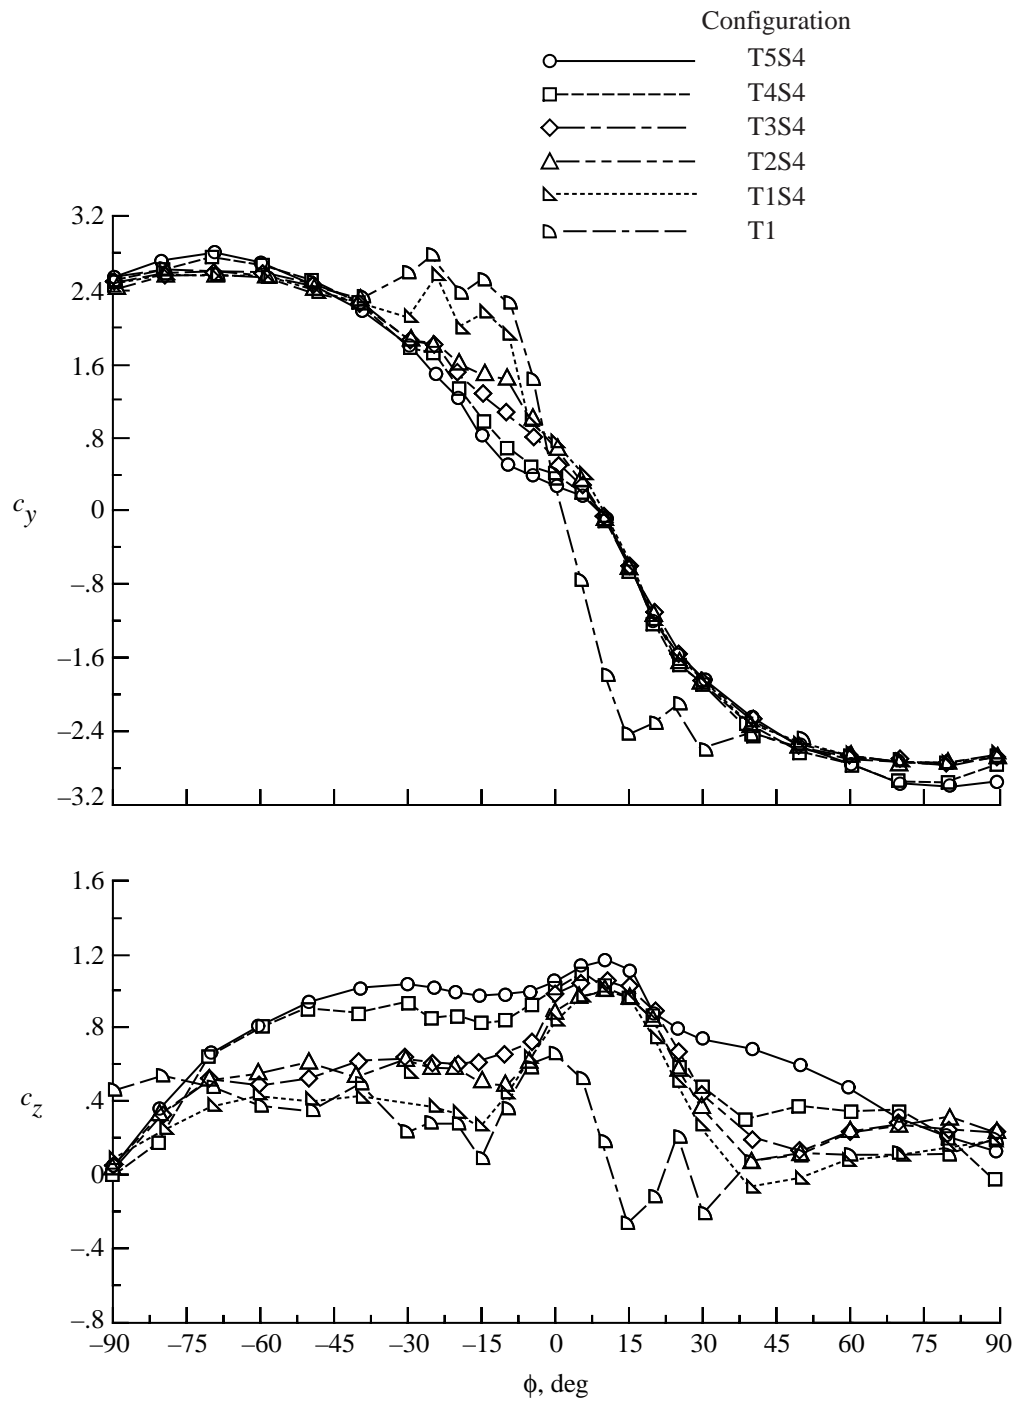 Configuration
T5S4
T4S4
T3S4
T2S4
T1S4
T1
3.2
2.4
1.6
.8
0
–.8
–1.6
–2.4
–3.2
cy
1.6
1.2
.8
.4
0
–.4
–.8
cz
–90 –75 –60 –45 –30 –15 0 15 30 45 60 75 90
ϕ, deg